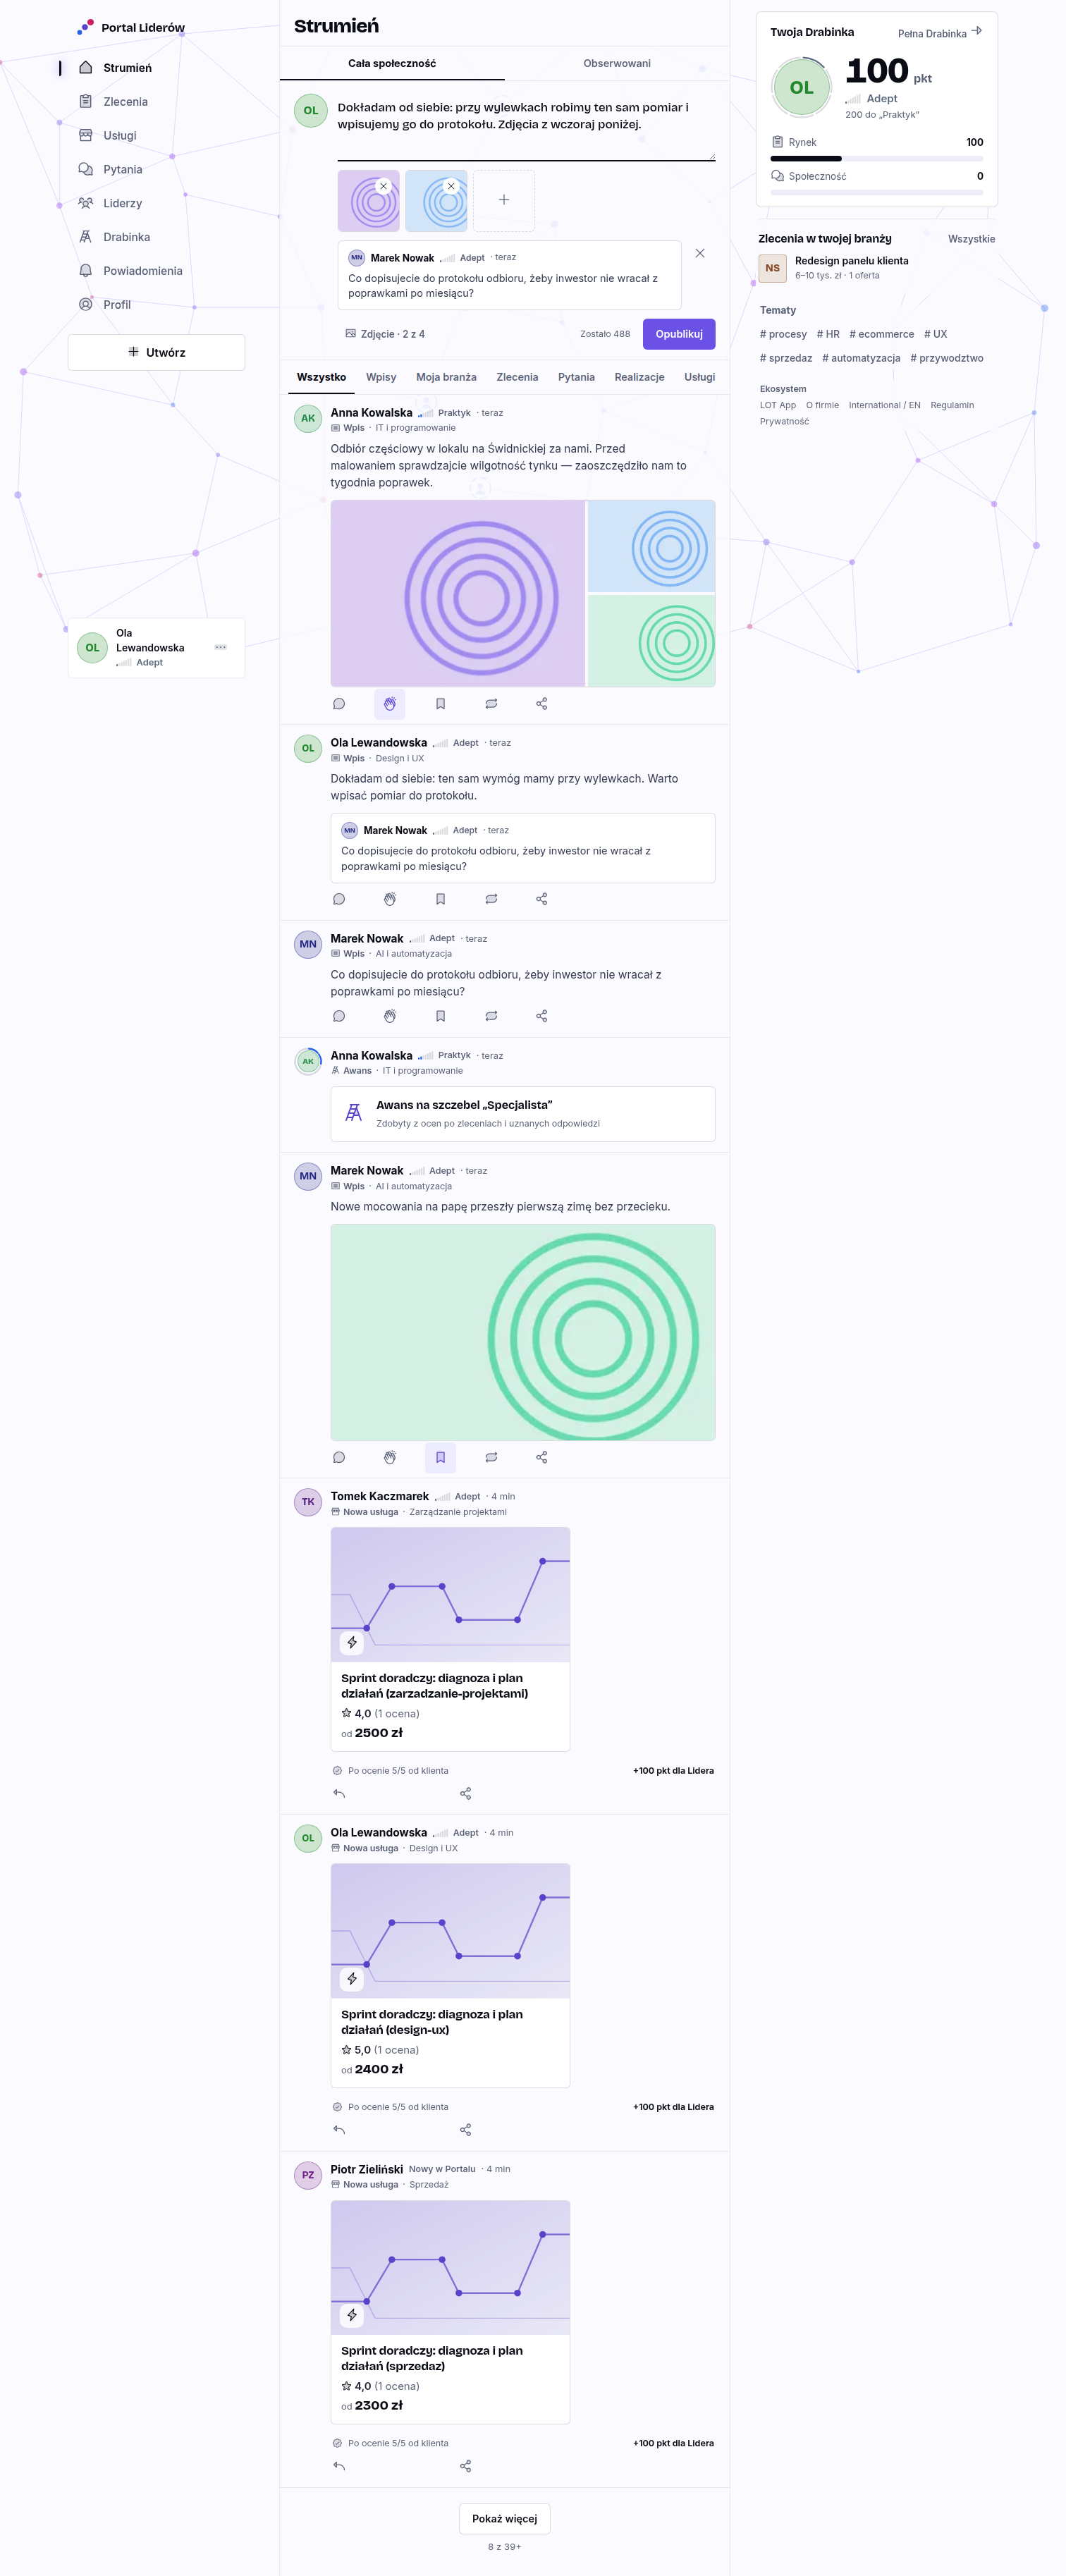 Portal Liderów
Strumień
Zlecenia
Usługi
Pytania
Liderzy
Drabinka
Powiadomienia
Profil
Utwórz
OL
Ola
Lewandowska
Adept
Strumień
Cała społeczność
Obserwowani
OL
Dokładam od siebie: przy wylewkach robimy ten sam pomiar i
wpisujemy go do protokołu. Zdjęcia z wczoraj poniżej.
MN Marek Nowak Adept · teraz
Co dopisujecie do protokołu odbioru, żeby inwestor nie wracał z
poprawkami po miesiącu?
Zdjęcie · 2 z 4
Zostało 488
Opublikuj
Wszystko Wpisy Moja branża Zlecenia Pytania Realizacje Usługi
AK
Anna Kowalska Praktyk · teraz
Wpis · IT i programowanie
Odbiór częściowy w lokalu na Świdnickiej za nami. Przed
malowaniem sprawdzajcie wilgotność tynku — zaoszczędziło nam to
tygodnia poprawek.
OL
Ola Lewandowska Adept · teraz
Wpis · Design i UX
Dokładam od siebie: ten sam wymóg mamy przy wylewkach. Warto
wpisać pomiar do protokołu.
MN Marek Nowak Adept · teraz
Co dopisujecie do protokołu odbioru, żeby inwestor nie wracał z
poprawkami po miesiącu?
MN
Marek Nowak Adept · teraz
Wpis · AI i automatyzacja
Co dopisujecie do protokołu odbioru, żeby inwestor nie wracał z
poprawkami po miesiącu?
AK
Anna Kowalska Praktyk · teraz
Awans · IT i programowanie
Awans na szczebel „Specjalista”
Zdobyty z ocen po zleceniach i uznanych odpowiedzi
MN
Marek Nowak Adept · teraz
Wpis · AI i automatyzacja
Nowe mocowania na papę przeszły pierwszą zimę bez przecieku.
TK
Tomek Kaczmarek Adept · 4 min
Nowa usługa · Zarządzanie projektami
Sprint doradczy: diagnoza i plan
działań (zarzadzanie-projektami)
4,0 (1 ocena)
od 2500 zł
Po ocenie 5/5 od klienta
+100 pkt dla Lidera
OL
Ola Lewandowska Adept · 4 min
Nowa usługa · Design i UX
Sprint doradczy: diagnoza i plan
działań (design-ux)
5,0 (1 ocena)
od 2400 zł
Po ocenie 5/5 od klienta
+100 pkt dla Lidera
PZ
Piotr Zieliński Nowy w Portalu · 4 min
Nowa usługa · Sprzedaż
Sprint doradczy: diagnoza i plan
działań (sprzedaz)
4,0 (1 ocena)
od 2300 zł
Po ocenie 5/5 od klienta
+100 pkt dla Lidera
Pokaż więcej
8 z 39+
Twoja Drabinka
Pełna Drabinka
OL
100 pkt
Adept
200 do „Praktyk”
Rynek 100
Społeczność 0
Zlecenia w twojej branży
Wszystkie
NS
Redesign panelu klienta
6–10 tys. zł · 1 oferta
Tematy
# procesy # HR # ecommerce # UX
# sprzedaz # automatyzacja # przywodztwo
Ekosystem
LOT App O firmie International / EN Regulamin
Prywatność